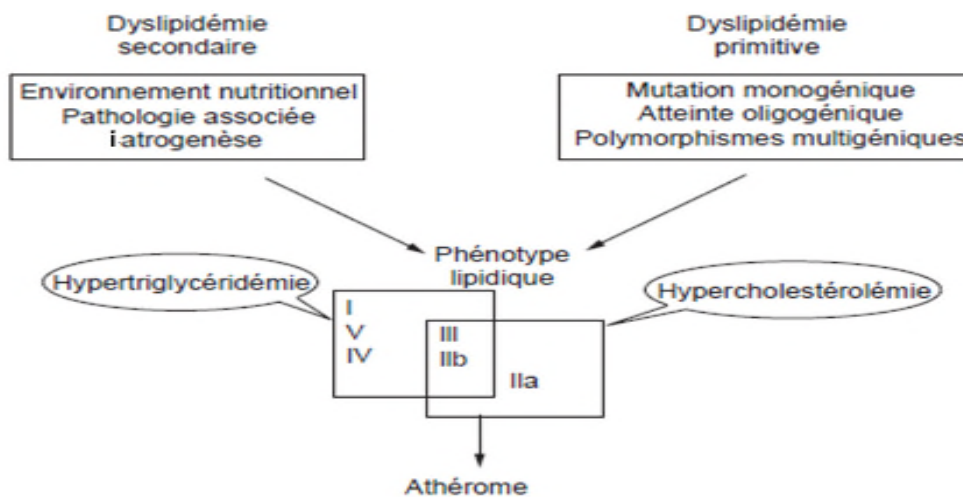 Dyslipidémie
secondaire
Environnement nutritionnel
Pathologie associée
i-atrogenèse
Dyslipidémie
primitive
Mutation monogénique
Atteinte oligogénique
Polymorphismes multigéniques
Phénotype
lipidique
Hypertriglycéridémie
Hypercholestérolémie
I
V
IV
III
IIb
IIa
Athérome